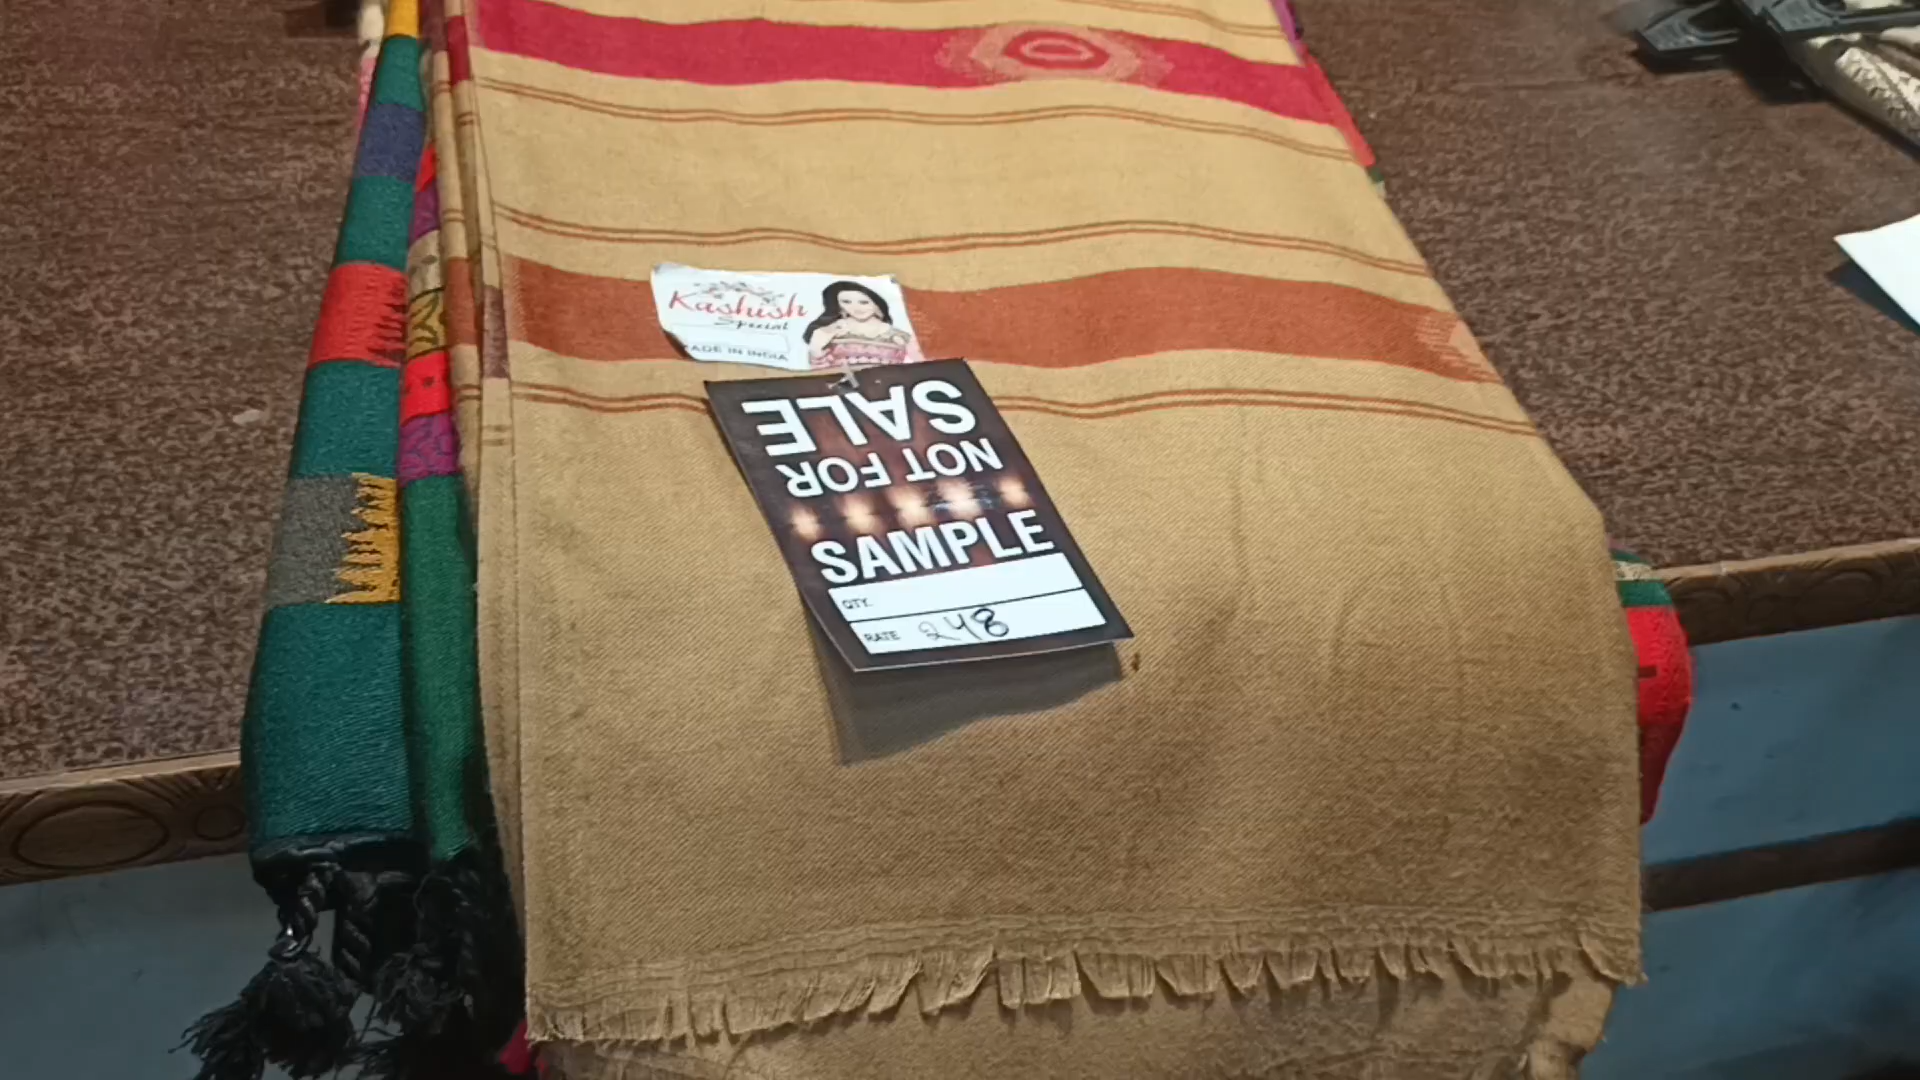 Kashish
Special
MADE IN INDIA
SAMPLE
NOT FOR
SALE
QTY.
RATE 248